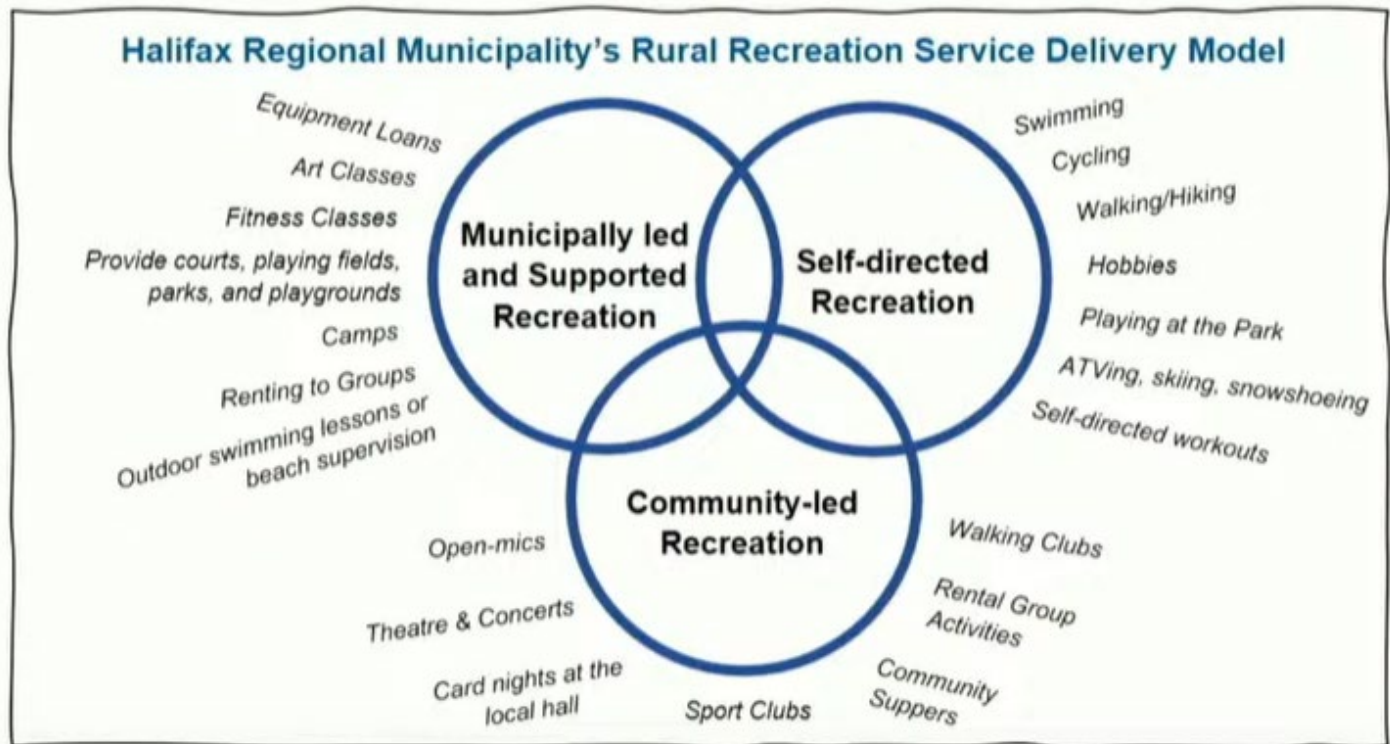 Halifax Regional Municipality's Rural Recreation Service Delivery Model
Equipment Loans
Art Classes
Fitness Classes
Provide courts, playing fields,
parks, and playgrounds
Camps
Renting to Groups
Outdoor swimming lessons or
beach supervision
Municipally led
and Supported
Recreation
Self-directed
Recreation
Swimming
Cycling
Walking/Hiking
Hobbies
Playing at the Park
ATVing, skiing, snowshoeing
Self-directed workouts
Community-led
Recreation
Open-mics
Theatre & Concerts
Card nights at the
local hall
Sport Clubs
Community
Suppers
Rental Group
Activities
Walking Clubs